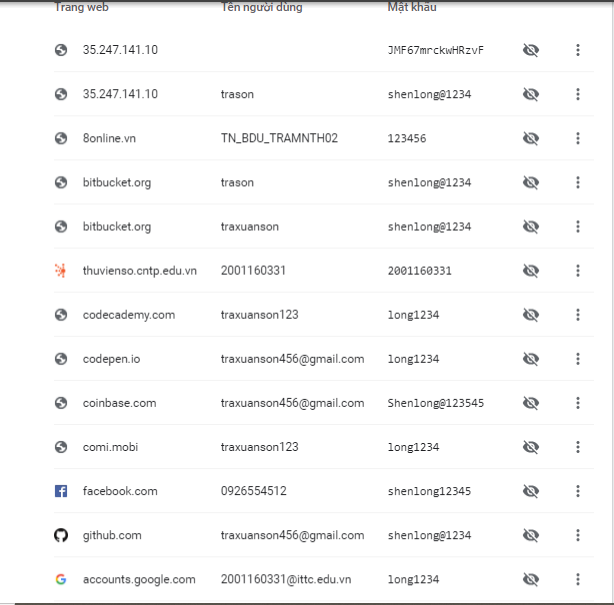 Trang web Tên người dùng Mật khẩu
35.247.141.10 JMF67mrckwHRzvF
35.247.141.10 trason shenlong@1234
8online.vn TN_BDU_TRAMNTH02 123456
bitbucket.org trason shenlong@1234
bitbucket.org traxuanson shenlong@1234
thuvienso.cntp.edu.vn 2001160331 2001160331
codecademy.com traxuanson123 long1234
codepen.io traxuanson456@gmail.com long1234
coinbase.com traxuanson456@gmail.com Shenlong@123545
comi.mobi traxuanson123 long1234
facebook.com 0926554512 shenlong12345
github.com traxuanson456@gmail.com shenlong@1234
accounts.google.com 2001160331@ittc.edu.vn long1234